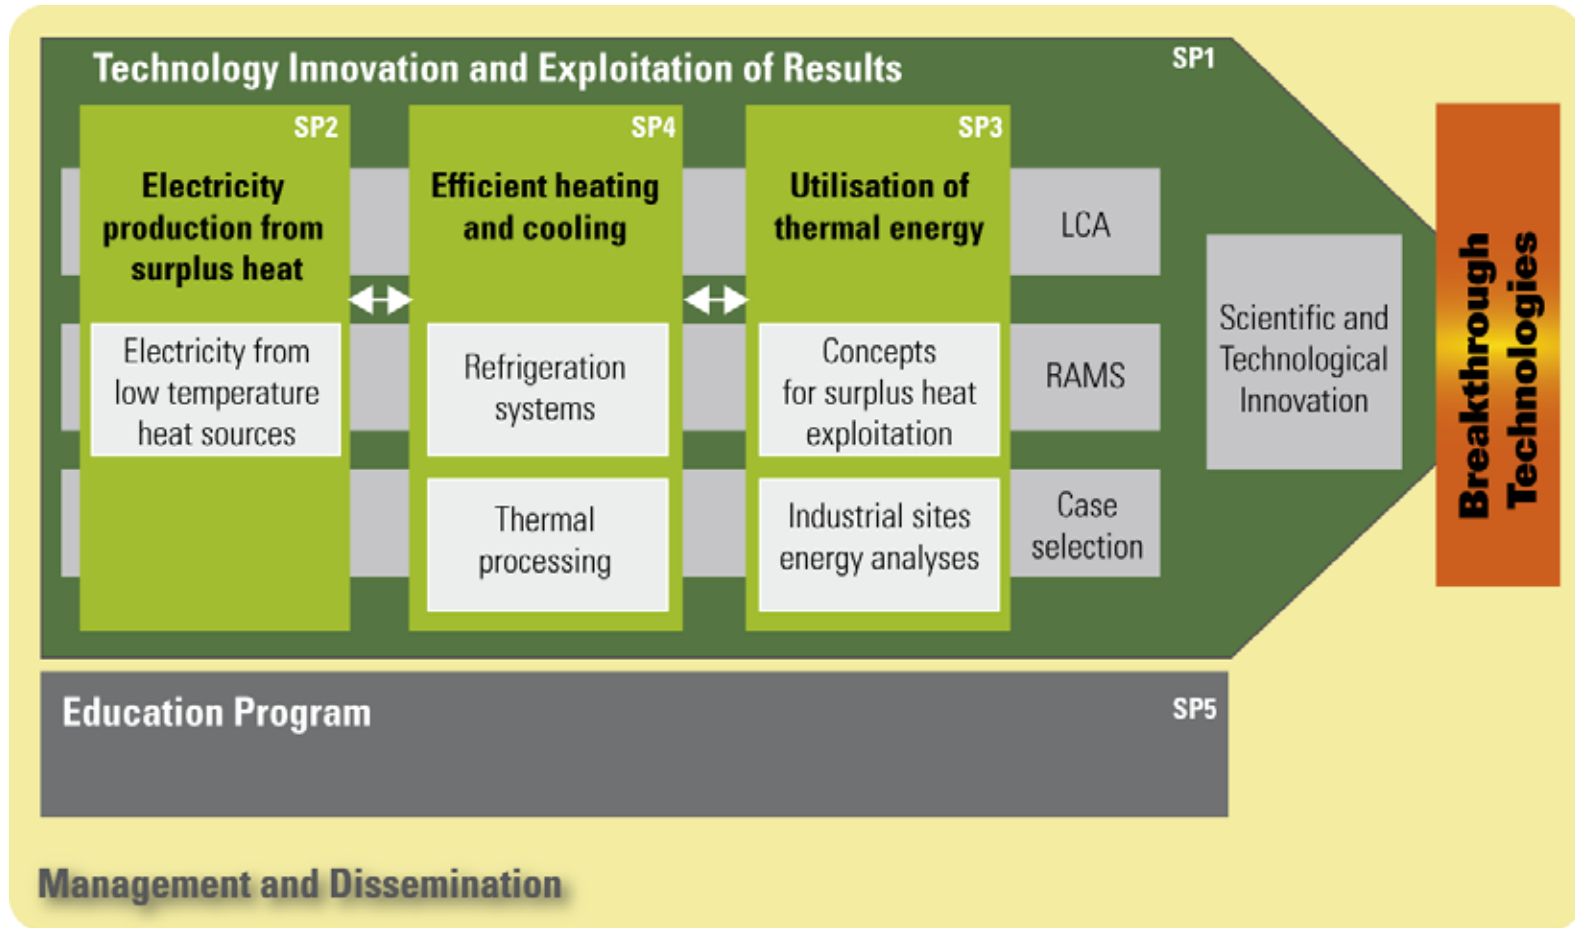 Technology Innovation and Exploitation of Results
SP1
SP2
Electricity
production from
surplus heat
Electricity from
low temperature
heat sources
SP4
Efficient heating
and cooling
Refrigeration
systems
Thermal
processing
SP3
Utilisation of
thermal energy
Concepts
for surplus heat
exploitation
Industrial sites
energy analyses
LCA
RAMS
Case
selection
Scientific and
Technological
Innovation
Breakthrough
Technologies
Education Program
SP5
Management and Dissemination